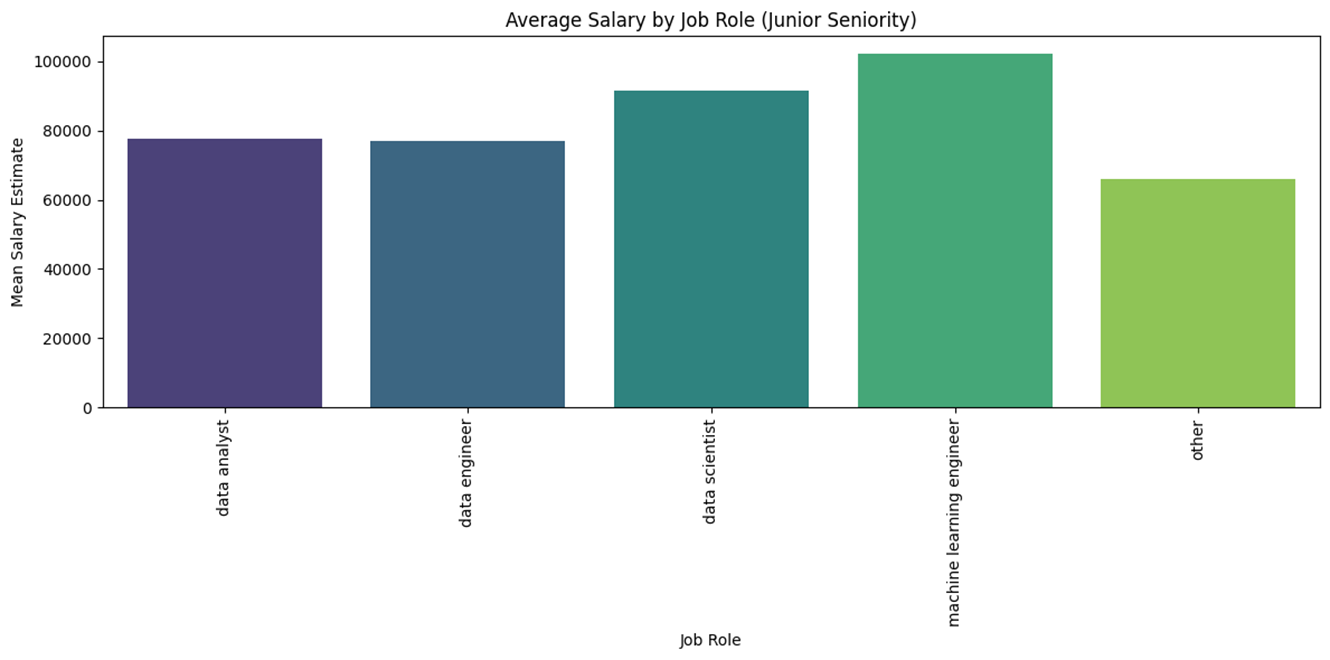 Average Salary by Job Role (Junior Seniority)
Mean Salary Estimate
100000
80000
60000
40000
20000
0
data analyst
data engineer
data scientist
machine learning engineer
other
Job Role